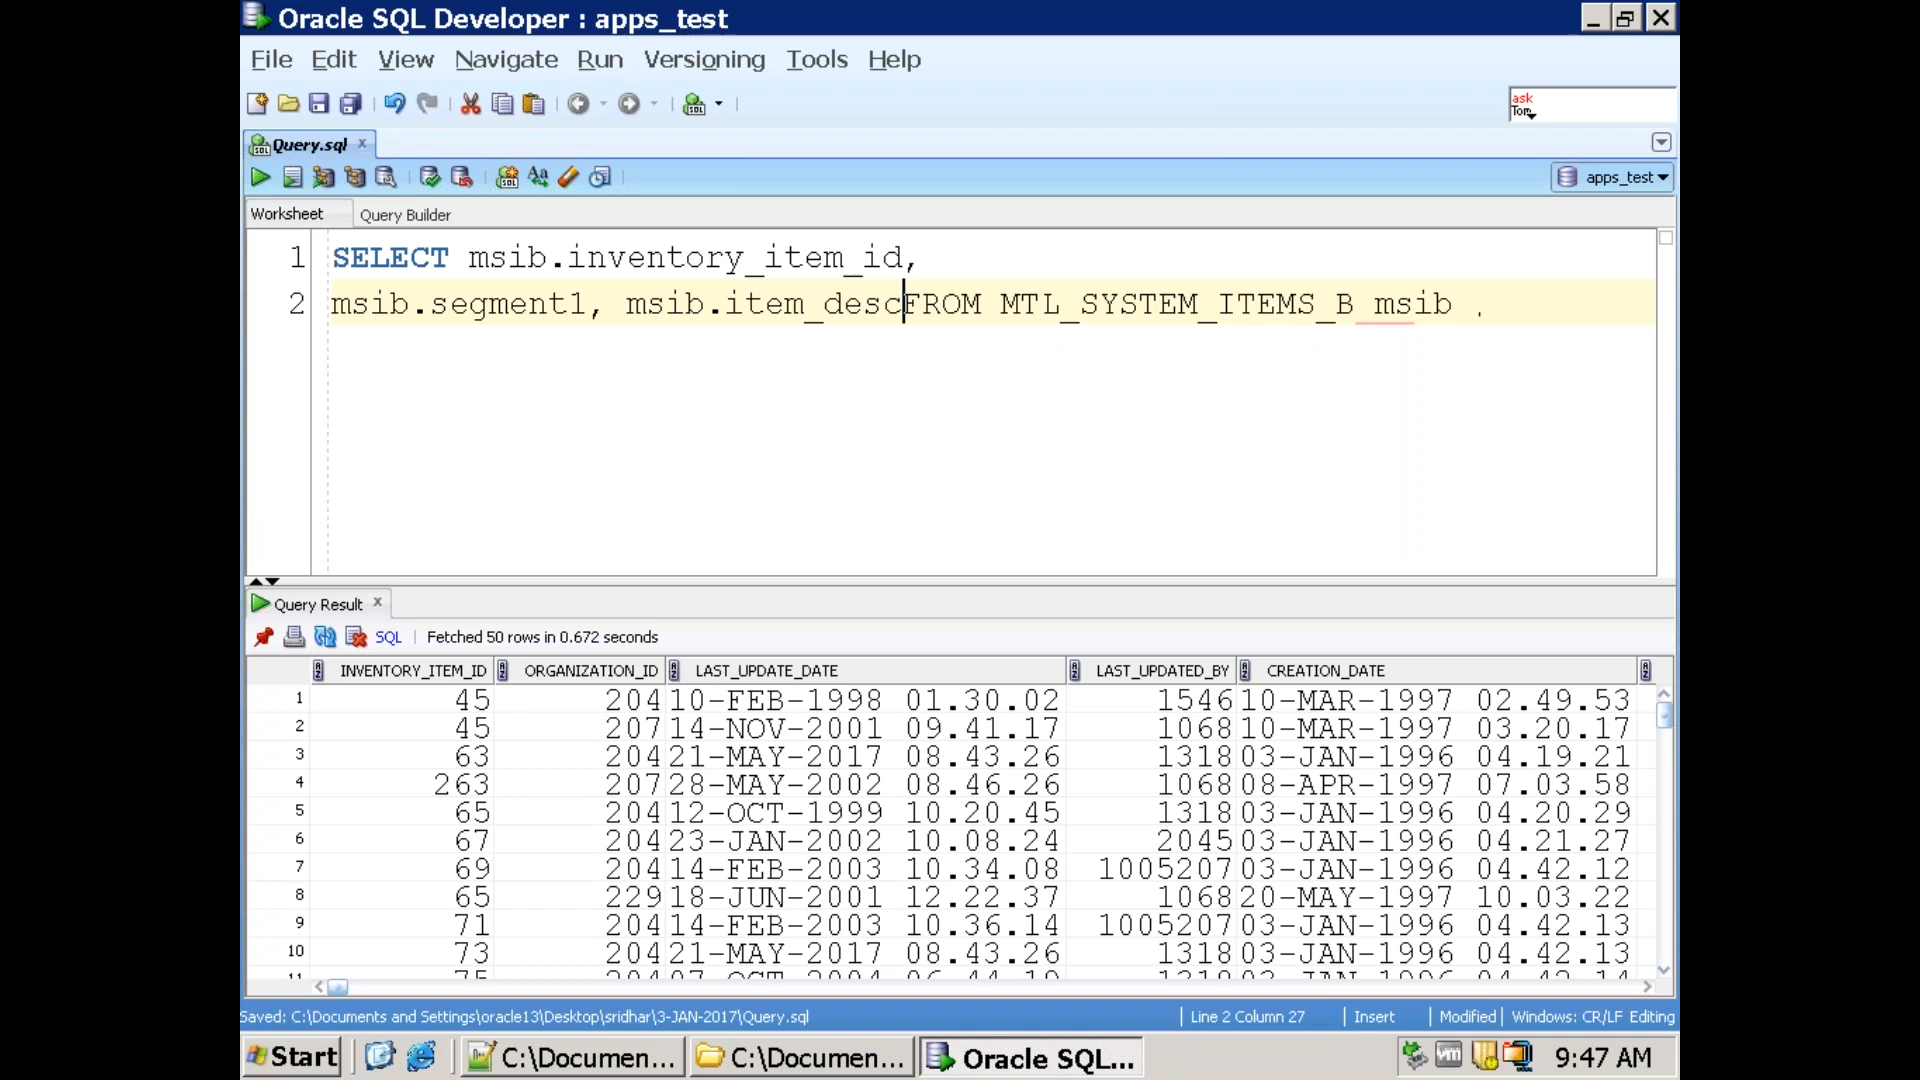 Oracle SQL Developer : apps_test
File Edit View Navigate Run Versioning Tools Help
ask
Tom
Query.sql x
apps_test
Worksheet Query Builder
1 SELECT msib.inventory_item_id,
2 msib.segment1, msib.item_descFROM MTL_SYSTEM_ITEMS_B msib
Query Result x
SQL | Fetched 50 rows in 0.672 seconds
INVENTORY_ITEM_ID ORGANIZATION_ID LAST_UPDATE_DATE LAST_UPDATED_BY CREATION_DATE
1 45 204 10-FEB-1998 01.30.02 1546 10-MAR-1997 02.49.53
2 45 207 14-NOV-2001 09.41.17 1068 10-MAR-1997 03.20.17
3 63 204 21-MAY-2017 08.43.26 1318 03-JAN-1996 04.19.21
4 263 207 28-MAY-2002 08.46.26 1068 08-APR-1997 07.03.58
5 65 204 12-OCT-1999 10.20.45 1318 03-JAN-1996 04.20.29
6 67 204 23-JAN-2002 10.08.24 2045 03-JAN-1996 04.21.27
7 69 204 14-FEB-2003 10.34.08 1005207 03-JAN-1996 04.42.12
8 65 229 18-JUN-2001 12.22.37 1068 20-MAY-1997 10.03.22
9 71 204 14-FEB-2003 10.36.14 1005207 03-JAN-1996 04.42.13
10 73 204 21-MAY-2017 08.43.26 1318 03-JAN-1996 04.42.13
Saved: C:\Documents and Settings\oracle13\Desktop\sridhar\3-JAN-2017\Query.sql | Line 2 Column 27 | Insert | Modified | Windows: CR/LF Editing
Start C:\Documen... C:\Documen... Oracle SQL... 9:47 AM